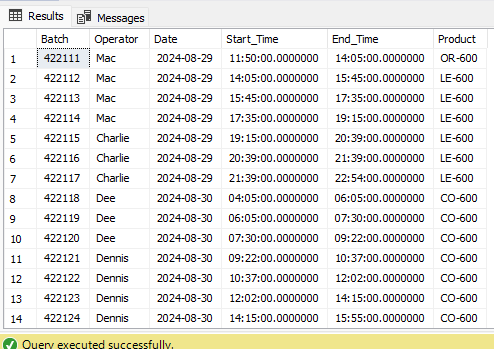 Results Messages
Batch Operator Date Start_Time End_Time Product
1 422111 Mac 2024-08-29 11:50:00.0000000 14:05:00.0000000 OR-600
2 422112 Mac 2024-08-29 14:05:00.0000000 15:45:00.0000000 LE-600
3 422113 Mac 2024-08-29 15:45:00.0000000 17:35:00.0000000 LE-600
4 422114 Mac 2024-08-29 17:35:00.0000000 19:15:00.0000000 LE-600
5 422115 Charlie 2024-08-29 19:15:00.0000000 20:39:00.0000000 LE-600
6 422116 Charlie 2024-08-29 20:39:00.0000000 21:39:00.0000000 LE-600
7 422117 Charlie 2024-08-29 21:39:00.0000000 22:54:00.0000000 LE-600
8 422118 Dee 2024-08-30 04:05:00.0000000 06:05:00.0000000 CO-600
9 422119 Dee 2024-08-30 06:05:00.0000000 07:30:00.0000000 CO-600
10 422120 Dee 2024-08-30 07:30:00.0000000 09:22:00.0000000 CO-600
11 422121 Dennis 2024-08-30 09:22:00.0000000 10:37:00.0000000 CO-600
12 422122 Dennis 2024-08-30 10:37:00.0000000 12:02:00.0000000 CO-600
13 422123 Dennis 2024-08-30 12:02:00.0000000 14:15:00.0000000 CO-600
14 422124 Dennis 2024-08-30 14:15:00.0000000 15:55:00.0000000 CO-600
Query executed successfully.